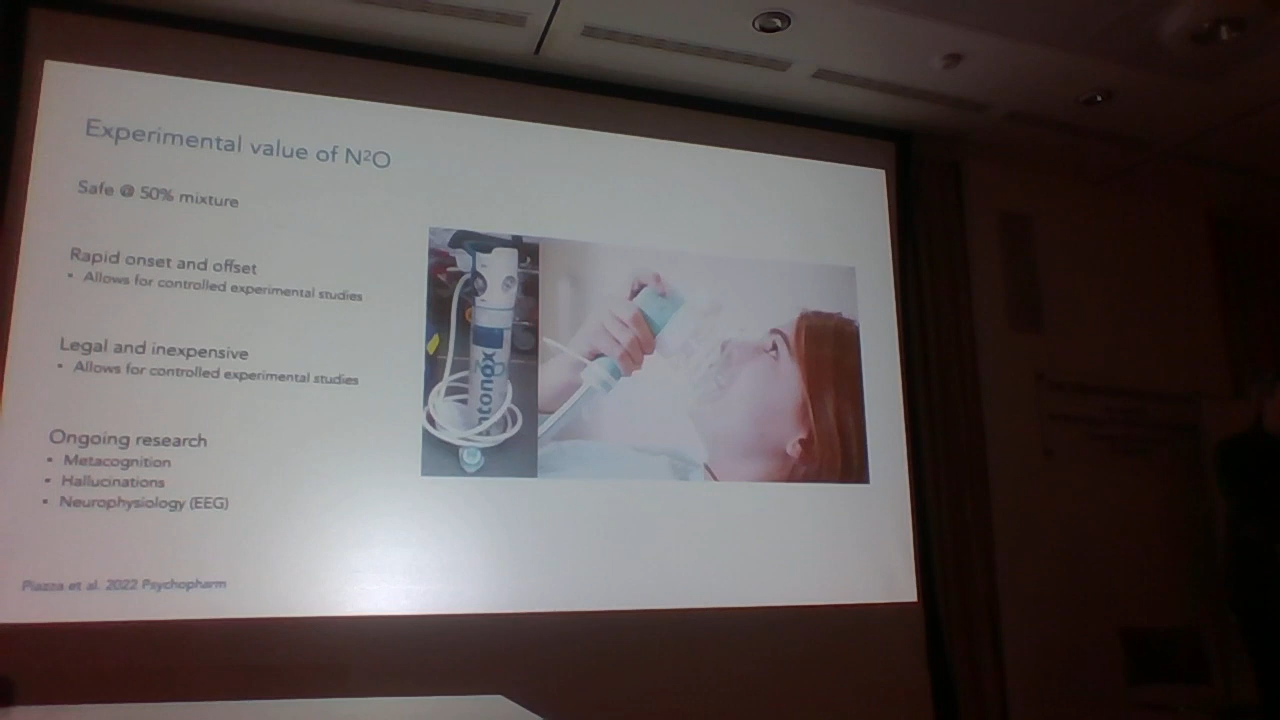 Experimental value of N²O
Safe @ 50% mixture
Rapid onset and offset
▪ Allows for controlled experimental studies
Legal and inexpensive
▪ Allows for controlled experimental studies
Ongoing research
▪ Metacognition
▪ Hallucinations
▪ Neurophysiology (EEG)
ntonox
Piazza et al. 2022 Psychopharm